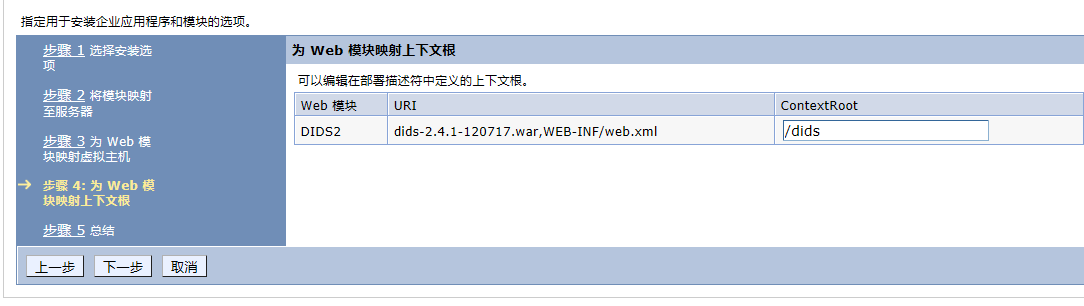 指定用于安装企业应用程序和模块的选项。
步骤 1 选择安装选
项
步骤 2 将模块映射
至服务器
步骤 3 为 Web 模
块映射虚拟主机
步骤 4: 为 Web 模
块映射上下文根
步骤 5 总结
为 Web 模块映射上下文根
可以编辑在部署描述符中定义的上下文根。
Web 模块 URI ContextRoot
DIDS2 dids-2.4.1-120717.war,WEB-INF/web.xml /dids
上一步 下一步 取消